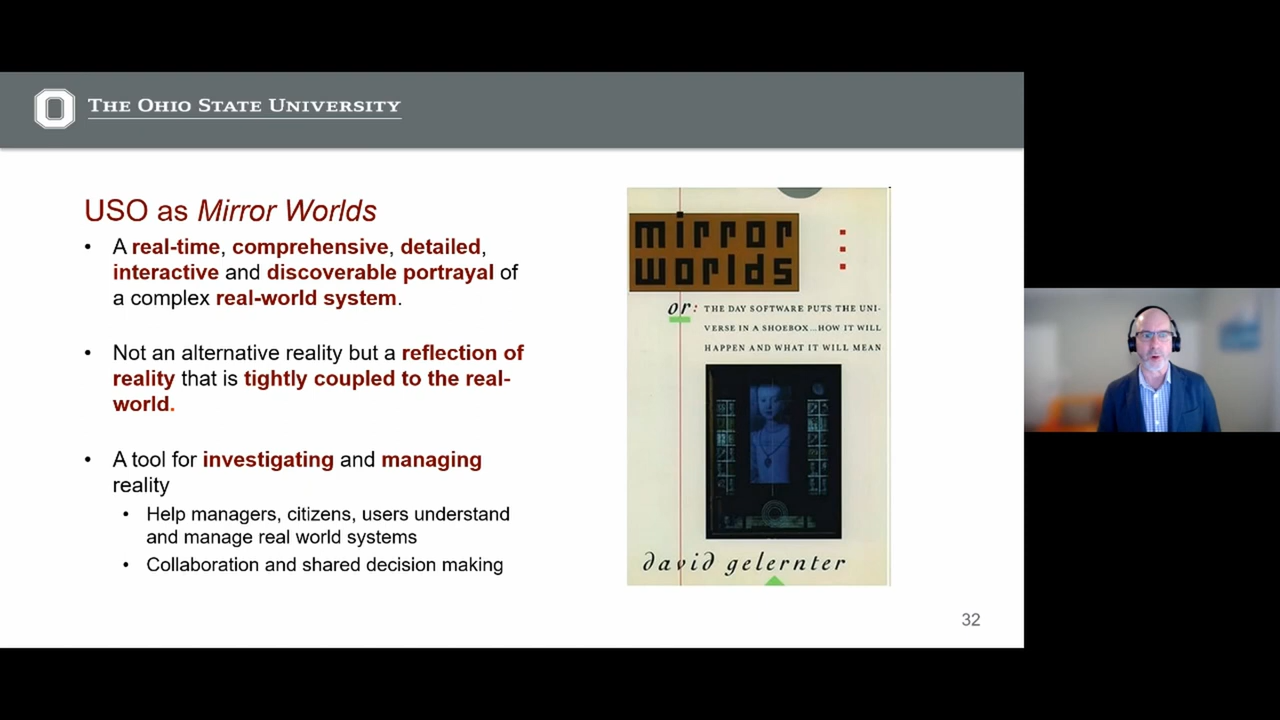 THE OHIO STATE UNIVERSITY
USO as Mirror Worlds
• A real-time, comprehensive, detailed,
interactive and discoverable portrayal of
a complex real-world system.
• Not an alternative reality but a reflection of
reality that is tightly coupled to the real-
world.
• A tool for investigating and managing
reality
• Help managers, citizens, users understand
and manage real world systems
• Collaboration and shared decision making
mirror
worlds
or: THE DAY SOFTWARE PUTS THE UNI-
VERSE IN A SHOEBOX...HOW IT WILL
HAPPEN AND WHAT IT WILL MEAN
david gelernter
32